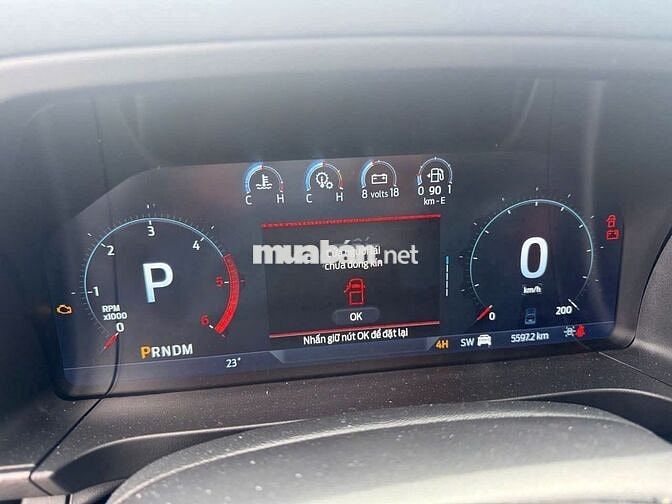 C H
C H
8 volts 18
0 90 1
km - E
3
2
4
1
5
RPM
x1000
0
6
P
muaban.net
chưa đóng kín
OK
Nhấn giữ nút OK để đặt lại
0
km/h
0
200
PRNDM
23°
4H
SW
5597.2 km